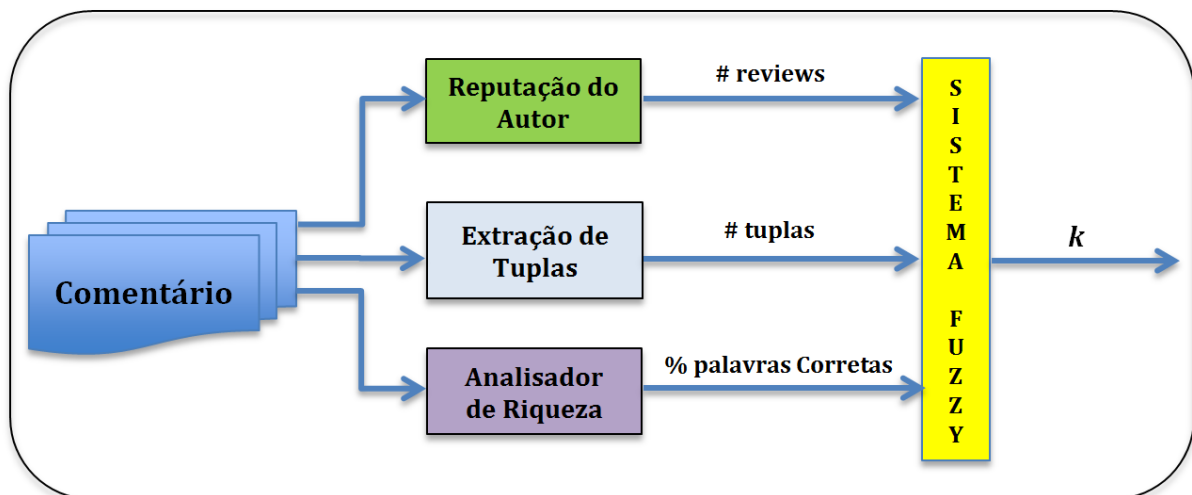 Comentário
Reputação do
Autor
# reviews
Extração de
Tuplas
# tuplas
Analisador
de Riqueza
% palavras Corretas
S
I
S
T
E
M
A
F
U
Z
Z
Y
k